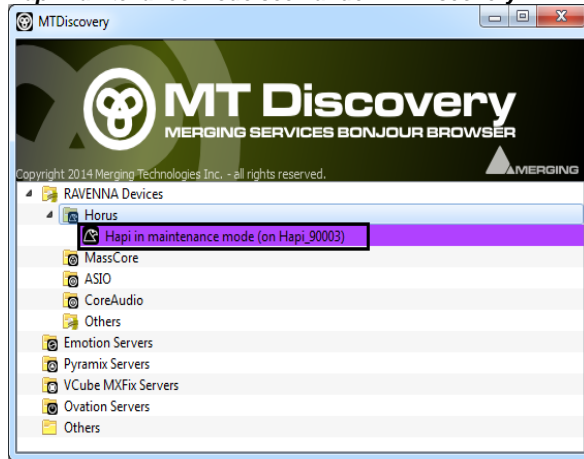 MTDiscovery
MT Discovery
MERGING SERVICES BONJOUR BROWSER
Copyright 2014 Merging Technologies Inc. - all rights reserved.
MERGING
RAVENNA Devices
Horus
Hapi in maintenance mode (on Hapi_90003)
MassCore
ASIO
CoreAudio
Others
Emotion Servers
Pyramix Servers
VCube MXFix Servers
Ovation Servers
Others